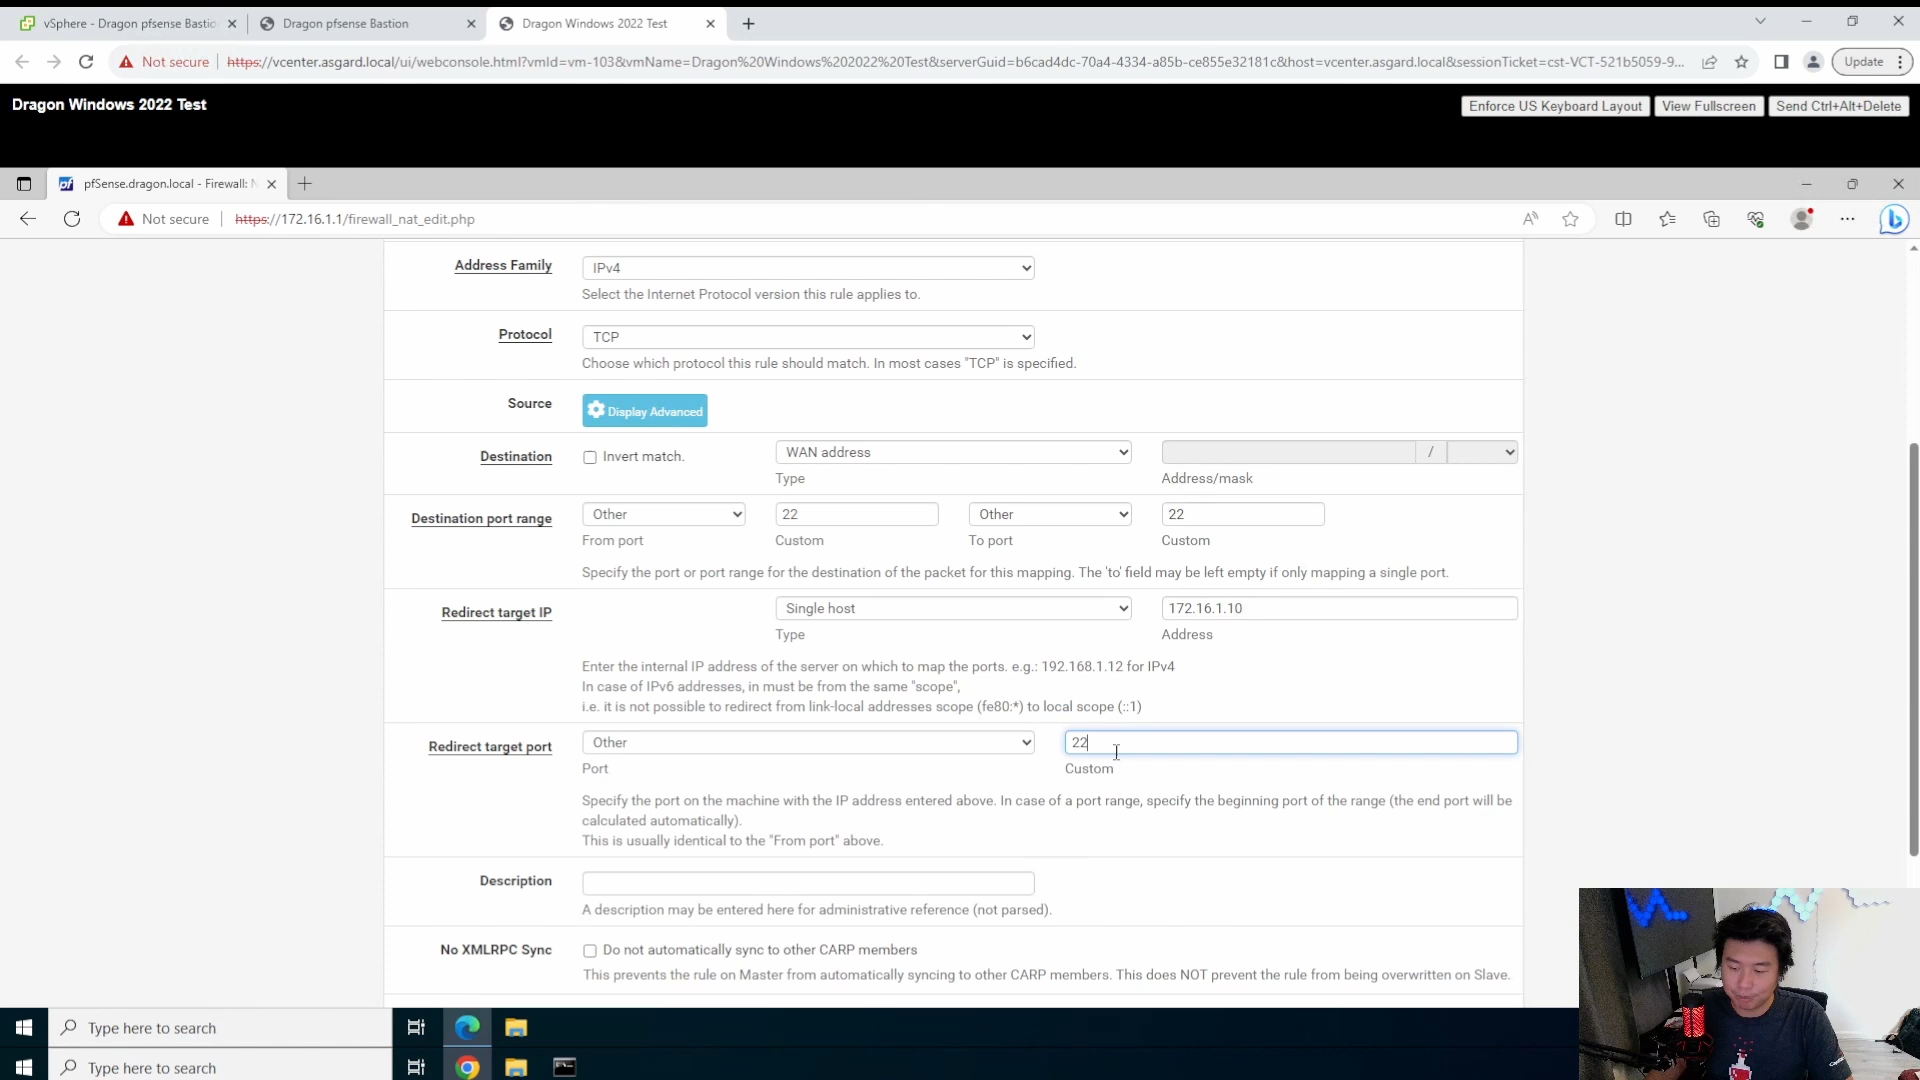 vSphere - Dragon pfsense Bastio
Dragon pfsense Bastion
Dragon Windows 2022 Test
Not secure
https://vcenter.asgard.local/ui/webconsole.html?vmId=vm-103&vmName=Dragon%20Windows%202022%20Test&serverGuid=b6cad4dc-70a4-4334-a85b-ce855e32181c&host=vcenter.asgard.local&sessionTicket=cst-VCT-521b5059-9...
Update
Dragon Windows 2022 Test
Enforce US Keyboard Layout
View Fullscreen
Send Ctrl+Alt+Delete
pfSense.dragon.local - Firewall: N
Not secure
https://172.16.1.1/firewall_nat_edit.php
Address Family
IPv4
Select the Internet Protocol version this rule applies to.
Protocol
TCP
Choose which protocol this rule should match. In most cases "TCP" is specified.
Source
Display Advanced
Destination
Invert match.
WAN address
/
Type
Address/mask
Destination port range
Other
22
Other
22
From port
Custom
To port
Custom
Specify the port or port range for the destination of the packet for this mapping. The 'to' field may be left empty if only mapping a single port.
Redirect target IP
Single host
172.16.1.10
Type
Address
Enter the internal IP address of the server on which to map the ports. e.g.: 192.168.1.12 for IPv4
In case of IPv6 addresses, in must be from the same "scope",
i.e. it is not possible to redirect from link-local addresses scope (fe80:*) to local scope (::1)
Redirect target port
Other
22
Port
Custom
Specify the port on the machine with the IP address entered above. In case of a port range, specify the beginning port of the range (the end port will be
calculated automatically).
This is usually identical to the "From port" above.
Description
A description may be entered here for administrative reference (not parsed).
No XMLRPC Sync
Do not automatically sync to other CARP members
This prevents the rule on Master from automatically syncing to other CARP members. This does NOT prevent the rule from being overwritten on Slave.
Type here to search
Type here to search